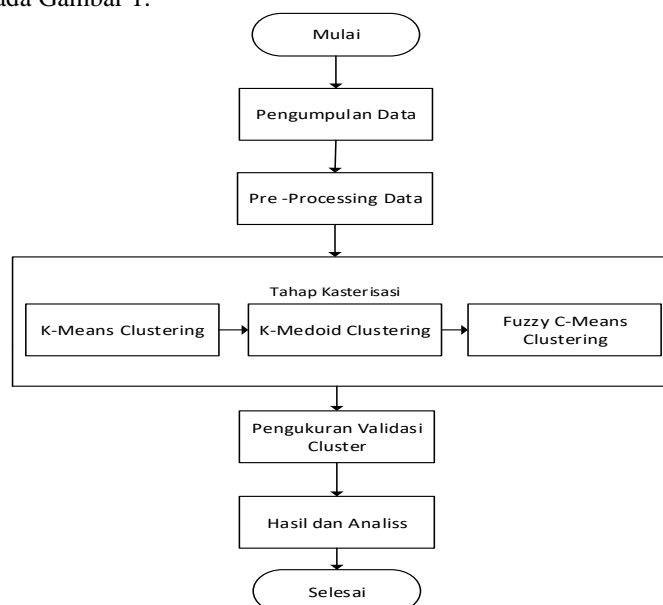 ada Gambar 1.
Mulai
Pengumpulan Data
Pre -Processing Data
Tahap Kasterisasi
K-Means Clustering
K-Medoid Clustering
Fuzzy C-Means
Clustering
Pengukuran Validasi
Cluster
Hasil dan Analiss
Selesai